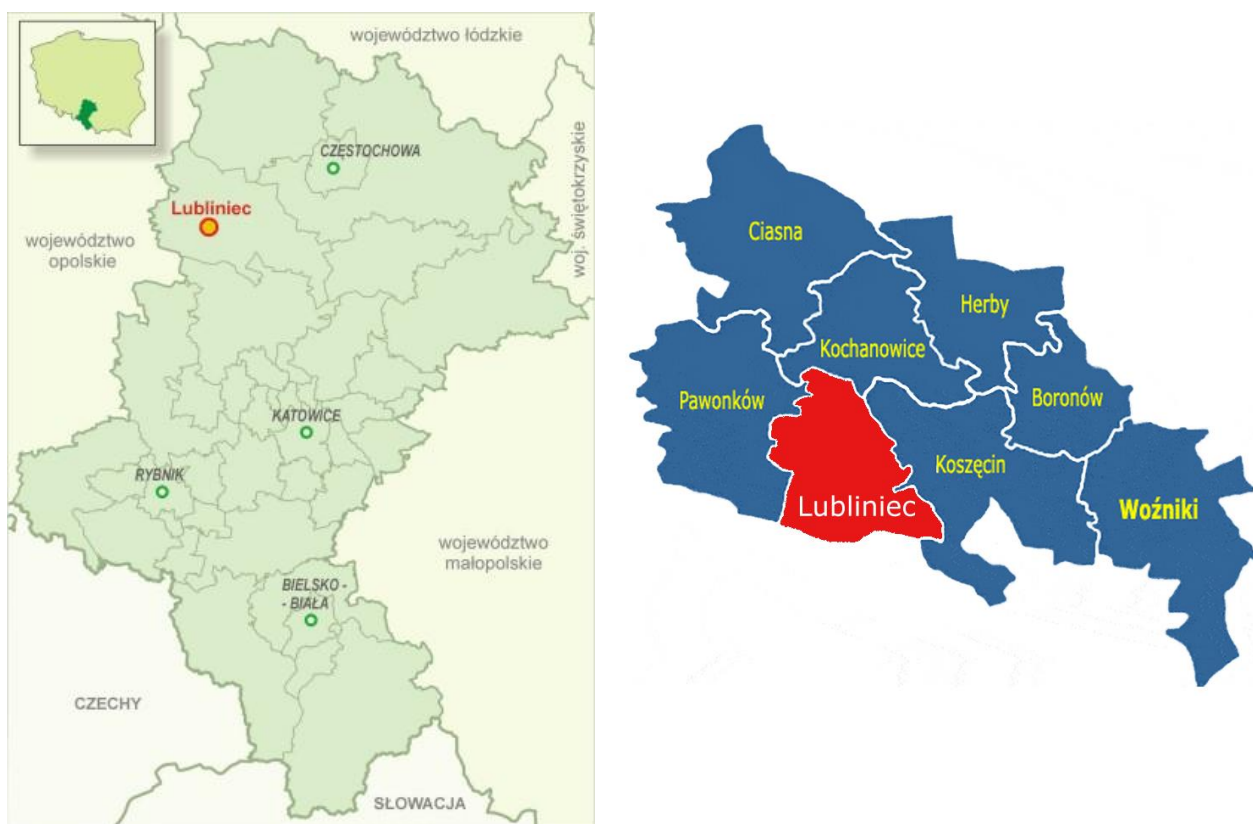 województwo łódzkie
CZĘSTOCHOWA
woj. świętokrzyskie
Lubliniec
województwo
opolskie
KATOWICE
RYBNIK
województwo
małopolskie
BIELSKO -
- BIAŁA
CZECHY
SŁOWACJA
Ciasna
Herby
Kochanowice
Pawonków
Boronów
Koszęcin
Lubliniec
Woźniki